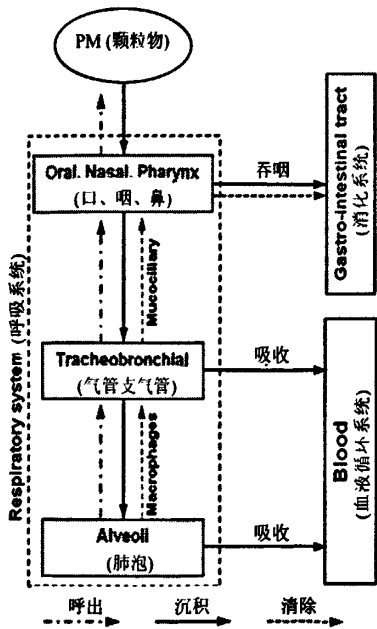 PM (颗粒物)
Oral. Nasal. Pharynx
(口、咽、鼻)
吞咽
Gastro-intestinal tract
(消化系统)
Respiratory system (呼吸系统)
Mucociliary
Tracheobronchial
(气管支气管)
吸收
Macrophages
Alveoli
(肺泡)
吸收
Blood
(血液循环系统)
呼出
沉积
清除